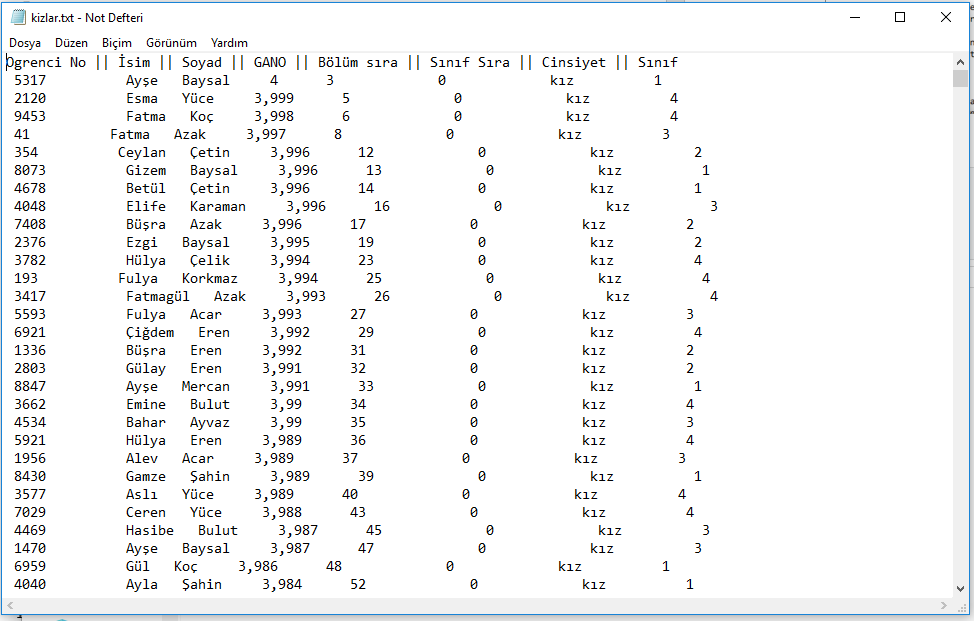 kizlar.txt - Not Defteri
Dosya Düzen Biçim Görünüm Yardım
Ogrenci No || İsim || Soyad || GANO || Bölüm sıra || Sınıf Sıra || Cinsiyet || Sınıf
5317 Ayşe Baysal 4 3 0 kız 1
2120 Esma Yüce 3,999 5 0 kız 4
9453 Fatma Koç 3,998 6 0 kız 4
41 Fatma Azak 3,997 8 0 kız 3
354 Ceylan Çetin 3,996 12 0 kız 2
8073 Gizem Baysal 3,996 13 0 kız 1
4678 Betül Çetin 3,996 14 0 kız 1
4048 Elife Karaman 3,996 16 0 kız 3
7408 Büşra Azak 3,996 17 0 kız 2
2376 Ezgi Baysal 3,995 19 0 kız 2
3782 Hülya Çelik 3,994 23 0 kız 4
193 Fulya Korkmaz 3,994 25 0 kız 4
3417 Fatmagül Azak 3,993 26 0 kız 4
5593 Fulya Acar 3,993 27 0 kız 3
6921 Çiğdem Eren 3,992 29 0 kız 4
1336 Büşra Eren 3,992 31 0 kız 2
2803 Gülay Eren 3,991 32 0 kız 2
8847 Ayşe Mercan 3,991 33 0 kız 1
3662 Emine Bulut 3,99 34 0 kız 4
4534 Bahar Ayvaz 3,99 35 0 kız 3
5921 Hülya Eren 3,989 36 0 kız 4
1956 Alev Acar 3,989 37 0 kız 3
8430 Gamze Şahin 3,989 39 0 kız 1
3577 Aslı Yüce 3,989 40 0 kız 4
7029 Ceren Yüce 3,988 43 0 kız 4
4469 Hasibe Bulut 3,987 45 0 kız 3
1470 Ayşe Baysal 3,987 47 0 kız 3
6959 Gül Koç 3,986 48 0 kız 1
4040 Ayla Şahin 3,984 52 0 kız 1